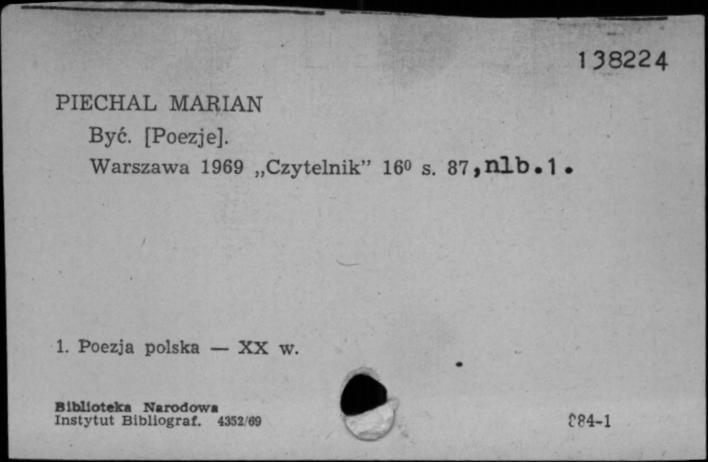 138224
PIECHAL MARIAN
Być. [Poezje].
Warszawa 1969 „Czytelnik” 16⁰ s. 87,nlb.1.
1. Poezja polska — XX w.
Biblioteka Narodowa
Instytut Bibliograf. 4352/69
884-1